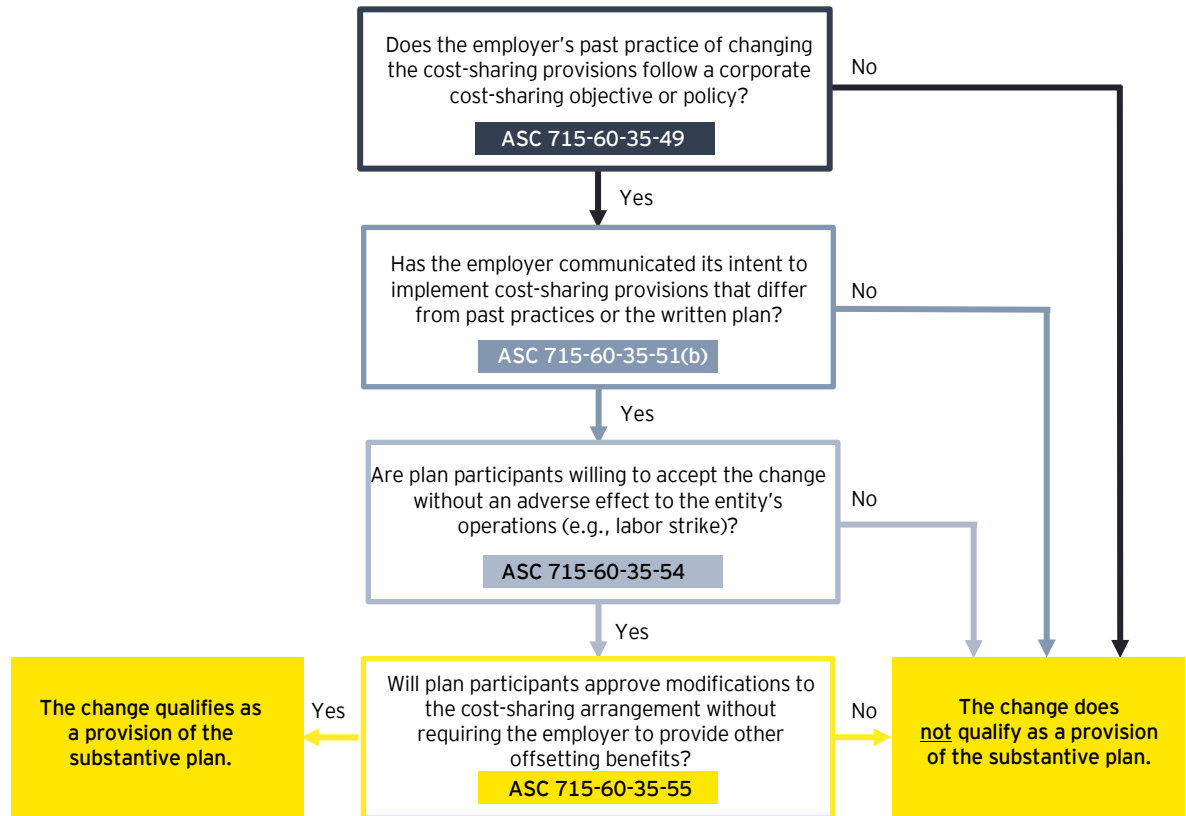 Does the employer's past practice of changing
the cost-sharing provisions follow a corporate
cost-sharing objective or policy?
ASC 715-60-35-49
No
Yes
Has the employer communicated its intent to
implement cost-sharing provisions that differ
from past practices or the written plan?
ASC 715-60-35-51(b)
No
Yes
Are plan participants willing to accept the change
without an adverse effect to the entity's
operations (e.g., labor strike)?
ASC 715-60-35-54
No
Yes
The change qualifies as
a provision of the
substantive plan.
Yes
Will plan participants approve modifications to
the cost-sharing arrangement without
requiring the employer to provide other
offsetting benefits?
ASC 715-60-35-55
No
The change does
not qualify as a provision
of the substantive plan.